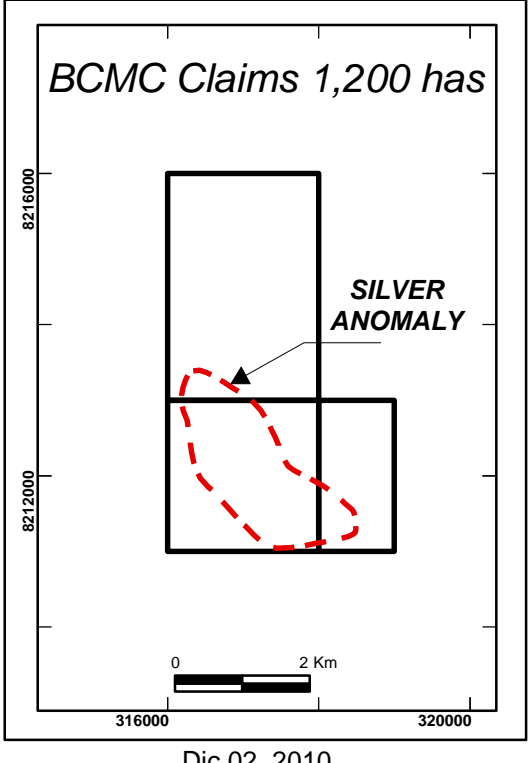 BCMC Claims 1,200 has
8216000
SILVER
ANOMALY
8212000
0 2 Km
316000 320000
Dic 02, 2010